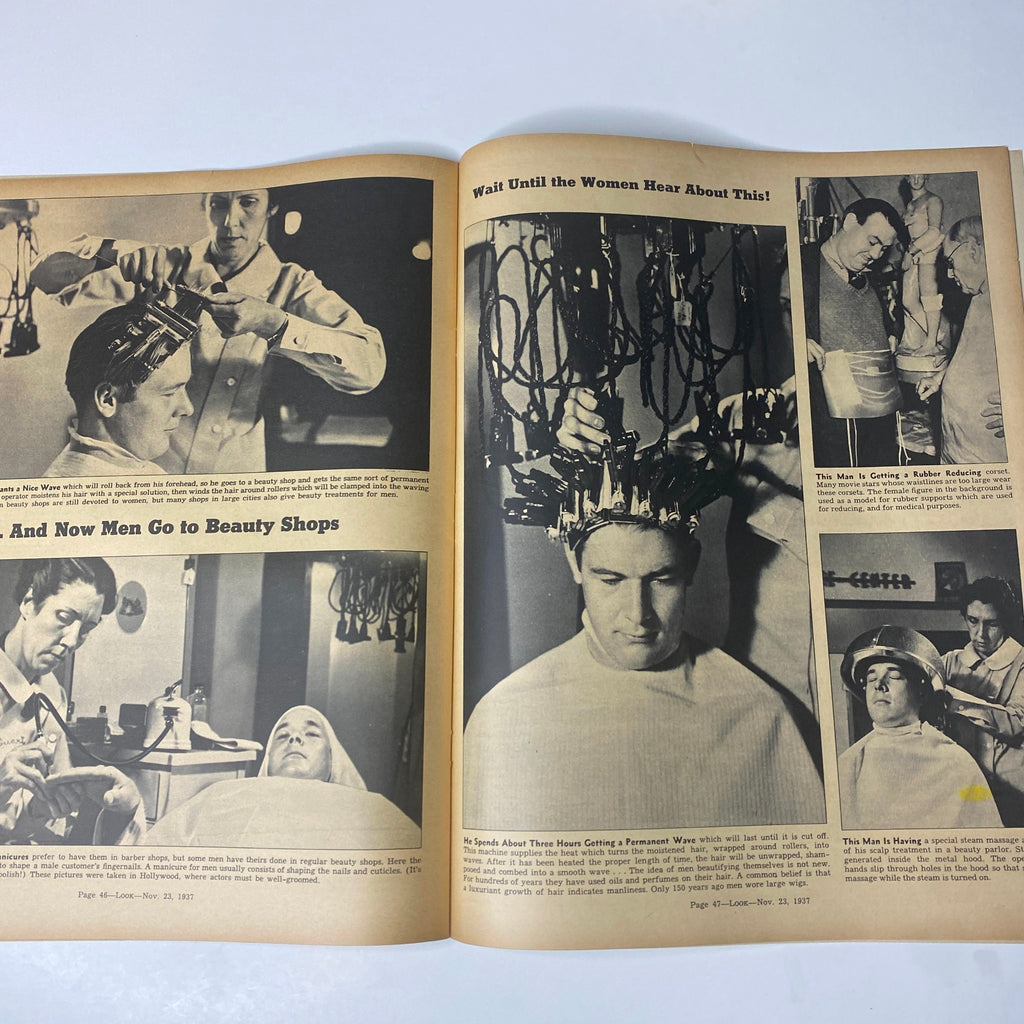 ants a Nice Wave which will roll back from his forehead, so he goes to a beauty shop and gets the same sort of permanent
operator moistens his hair with a special solution, then winds the hair around rollers which will be clamped into the waving
beauty shops are still devoted to women, but many shops in large cities also give beauty treatments for men.
. And Now Men Go to Beauty Shops
anicures prefer to have them in barber shops, but some men have theirs done in regular beauty shops. Here the
to shape a male customer's fingernails. A manicure for men usually consists of shaping the nails and cuticles. (It's
polish!) These pictures were taken in Hollywood, where actors must be well-groomed.
Page 46—LOOK—Nov. 23, 1937
Wait Until the Women Hear About This!
He Spends About Three Hours Getting a Permanent Wave which will last until it is cut off.
This machine supplies the heat which turns the moistened hair, wrapped around rollers, into
waves. After it has been heated the proper length of time, the hair will be unwrapped, sham-
pooed and combed into a smooth wave . . . The idea of men beautifying themselves is not new.
For hundreds of years they have used oils and perfumes on their hair. A common belief is that
a luxuriant growth of hair indicates manliness. Only 150 years ago men wore large wigs.
Page 47—LOOK—Nov. 23, 1937
This Man Is Getting a Rubber Reducing corset.
Many movie stars whose waistlines are too large wear
these corsets. The female figure in the background is
used as a model for rubber supports which are used
for reducing, and for medical purposes.
CENTER
This Man Is Having a special steam massage
of his scalp treatment in a beauty parlor.
generated inside the metal hood. The
hands slip through holes in the hood so that
massage while the steam is turned on.